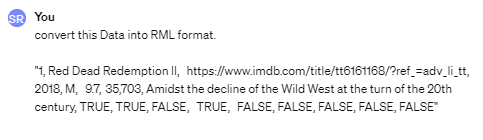 SR You
convert this Data into RML format.
"1, Red Dead Redemption II, https://www.imdb.com/title/tt6161168/?ref_=adv_li_tt,
2018, M, 9.7, 35,703, Amidst the decline of the Wild West at the turn of the 20th
century, TRUE, TRUE, FALSE, TRUE, FALSE, FALSE, FALSE, FALSE, FALSE"